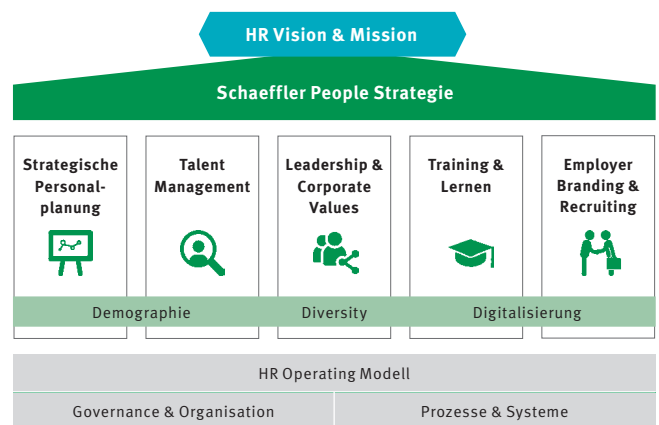 HR Vision & Mission
Schaeffler People Strategie
Strategische
Personal-
planung
Talent
Management
Leadership &
Corporate
Values
Training &
Lernen
Employer
Branding &
Recruiting
Demographie
Diversity
Digitalisierung
HR Operating Modell
Governance & Organisation
Prozesse & Systeme